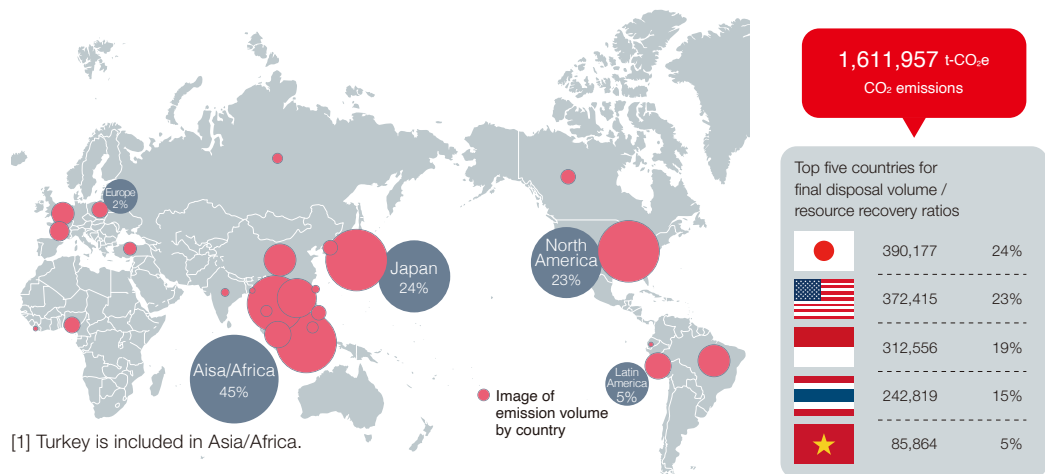 1,611,957 t-CO₂e
CO₂ emissions
Top five countries for
final disposal volume /
resource recovery ratios
390,177 24%
372,415 23%
312,556 19%
242,819 15%
85,864 5%
Europe
2%
Japan
24%
North
America
23%
Aisa/Africa
45%
Latin
America
5%
Image of
emission volume
by country
[1] Turkey is included in Asia/Africa.